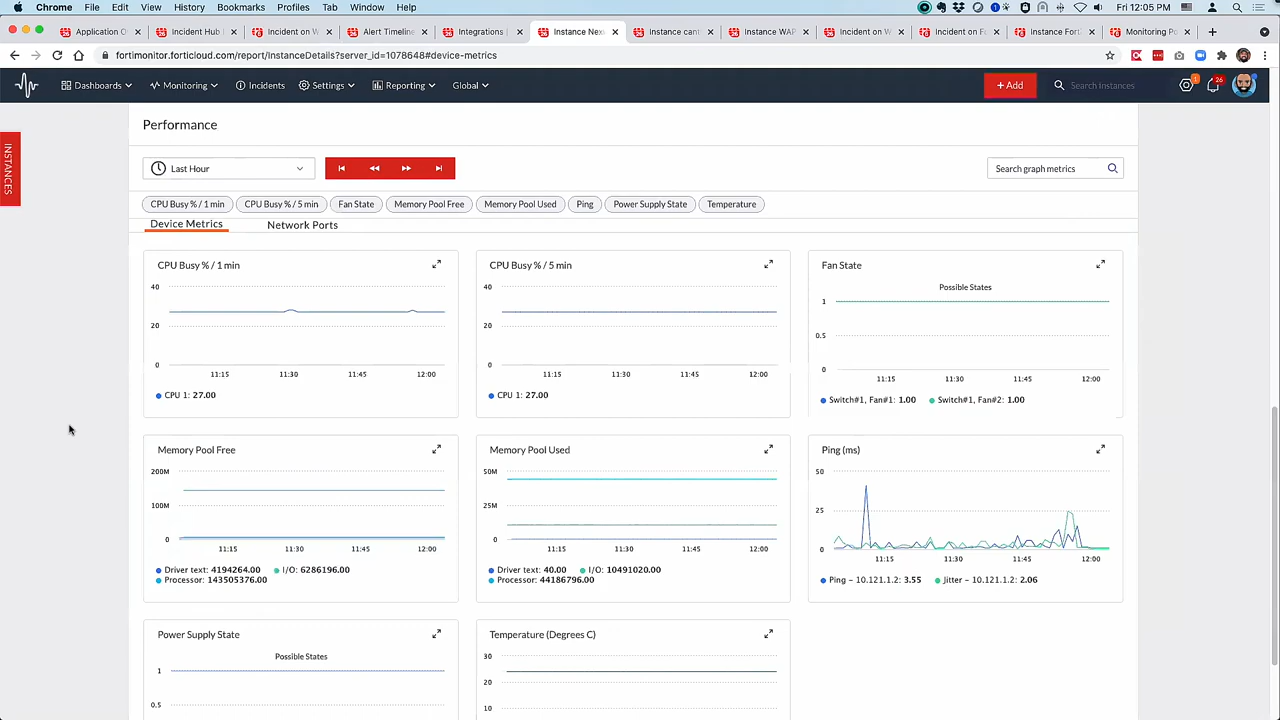 Chrome File Edit View History Bookmarks Profiles Tab Window Help Fri 12:05 PM
Application O Incident Hub Incident on W Alert Timeline Integrations Instance Nex Instance cant Instance WAP Incident on W Incident on F Instance Fort Monitoring Po
fortimonitor.forticloud.com/report/InstanceDetails?server_id=1078648#device-metrics
Dashboards Monitoring Incidents Settings Reporting Global + Add Search Instances 1 26
INSTANCES
Performance
Last Hour Search graph metrics
CPU Busy % / 1 min CPU Busy % / 5 min Fan State Memory Pool Free Memory Pool Used Ping Power Supply State Temperature
Device Metrics Network Ports
CPU Busy % / 1 min
40
20
0
11:15 11:30 11:45 12:00
CPU 1: 27.00
CPU Busy % / 5 min
40
20
0
11:15 11:30 11:45 12:00
CPU 1: 27.00
Fan State
Possible States
1
0.5
0
11:15 11:30 11:45 12:00
Switch#1, Fan#1: 1.00 Switch#1, Fan#2: 1.00
Memory Pool Free
200M
100M
0
11:15 11:30 11:45 12:00
Driver text: 4194264.00 I/O: 6286196.00
Processor: 143505376.00
Memory Pool Used
50M
25M
0
11:15 11:30 11:45 12:00
Driver text: 40.00 I/O: 10491020.00
Processor: 44186796.00
Ping (ms)
50
25
0
11:15 11:30 11:45 12:00
Ping – 10.121.1.2: 3.55 Jitter – 10.121.1.2: 2.06
Power Supply State
Possible States
1
0.5
Temperature (Degrees C)
30
20
10